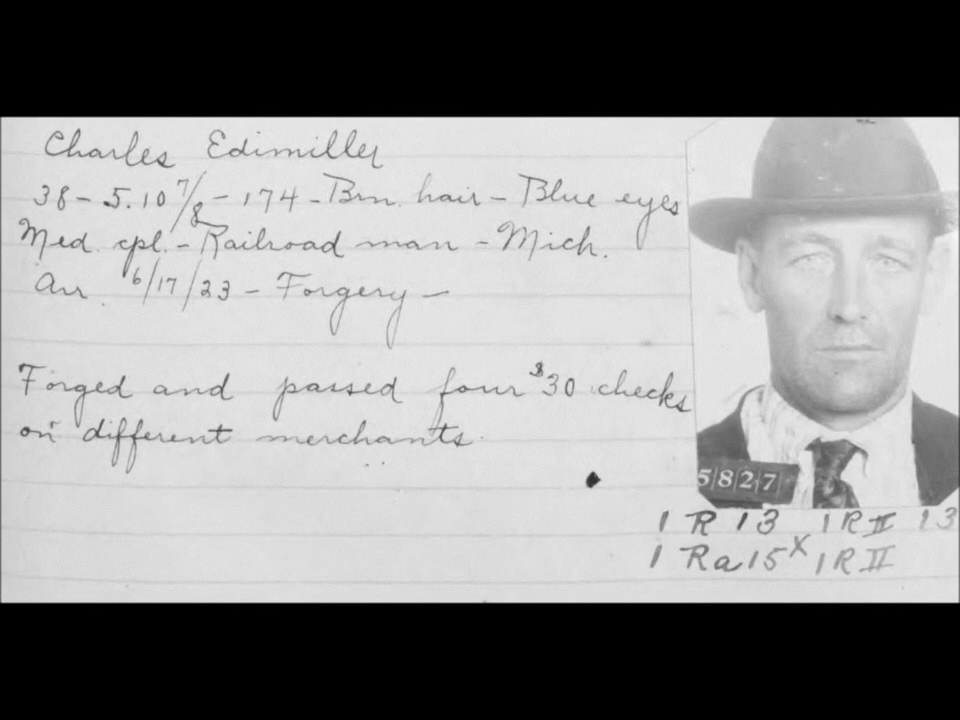 Charles Edimiller
38 - 5.10 7/8 - 174 - Brn. hair - Blue eyes
Med. cpl. - Railroad man - Mich.
Arr. 6/17/23 - Forgery -
Forged and passed four $30 checks
on different merchants.
5827
1 R 13 1R II 13
1 Ra 15 x 1R II